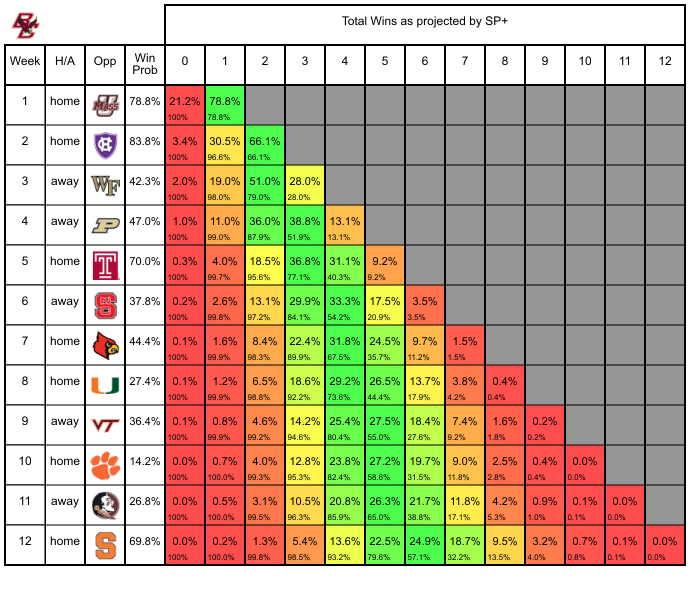 Total Wins as projected by SP+
Week H/A Opp Win Prob 0 1 2 3 4 5 6 7 8 9 10 11 12
1 home 78.8% 21.2% 78.8%
100% 78.8%
2 home 83.8% 3.4% 30.5% 66.1%
100% 96.6% 66.1%
3 away WF 42.3% 2.0% 19.0% 51.0% 28.0%
100% 98.0% 79.0% 28.0%
4 away P 47.0% 1.0% 11.0% 36.0% 38.8% 13.1%
100% 99.0% 87.9% 51.9% 13.1%
5 home T 70.0% 0.3% 4.0% 18.5% 36.8% 31.1% 9.2%
100% 99.7% 95.6% 77.1% 40.3% 9.2%
6 away S 37.8% 0.2% 2.6% 13.1% 29.9% 33.3% 17.5% 3.5%
100% 99.8% 97.2% 84.1% 54.2% 20.9% 3.5%
7 home 44.4% 0.1% 1.6% 8.4% 22.4% 31.8% 24.5% 9.7% 1.5%
100% 99.9% 98.3% 89.9% 67.5% 35.7% 11.2% 1.5%
8 home U 27.4% 0.1% 1.2% 6.5% 18.6% 29.2% 26.5% 13.7% 3.8% 0.4%
100% 99.9% 98.8% 92.2% 73.6% 44.4% 17.9% 4.2% 0.4%
9 away VT 36.4% 0.1% 0.8% 4.6% 14.2% 25.4% 27.5% 18.4% 7.4% 1.6% 0.2%
100% 99.9% 99.2% 94.6% 80.4% 55.0% 27.6% 9.2% 1.8% 0.2%
10 home 14.2% 0.0% 0.7% 4.0% 12.8% 23.8% 27.2% 19.7% 9.0% 2.5% 0.4% 0.0%
100% 100.0% 99.3% 95.3% 82.4% 58.6% 31.5% 11.8% 2.8% 0.4% 0.0%
11 away 26.8% 0.0% 0.5% 3.1% 10.5% 20.8% 26.3% 21.7% 11.8% 4.2% 0.9% 0.1% 0.0%
100% 100.0% 99.5% 96.3% 85.9% 65.0% 38.8% 17.1% 5.3% 1.0% 0.1% 0.0%
12 home S 69.8% 0.0% 0.2% 1.3% 5.4% 13.6% 22.5% 24.9% 18.7% 9.5% 3.2% 0.7% 0.1% 0.0%
100% 100.0% 99.8% 98.5% 93.2% 79.6% 57.1% 32.2% 13.5% 4.0% 0.8% 0.1% 0.0%